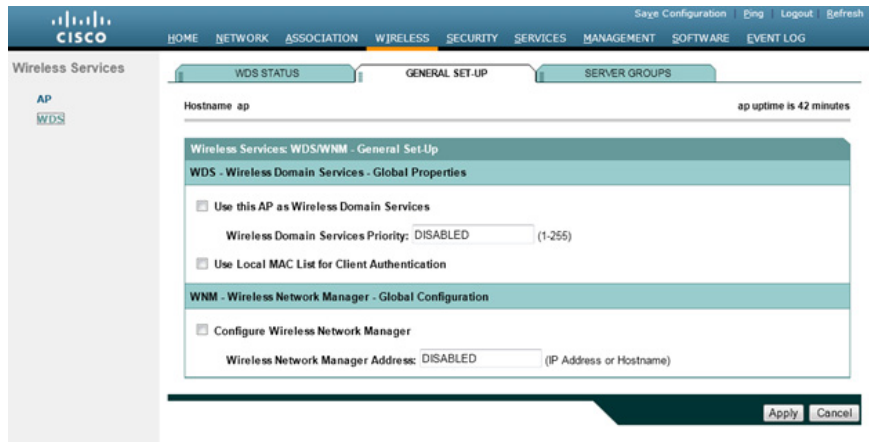 Save Configuration Ping Logout Refresh
CISCO
HOME NETWORK ASSOCIATION WIRELESS SECURITY SERVICES MANAGEMENT SOFTWARE EVENT LOG
Wireless Services
AP
WDS
WDS STATUS GENERAL SET-UP SERVER GROUPS
Hostname ap ap uptime is 42 minutes
Wireless Services: WDS/WNM - General Set-Up
WDS - Wireless Domain Services - Global Properties
Use this AP as Wireless Domain Services
Wireless Domain Services Priority: DISABLED (1-255)
Use Local MAC List for Client Authentication
WNM - Wireless Network Manager - Global Configuration
Configure Wireless Network Manager
Wireless Network Manager Address: DISABLED (IP Address or Hostname)
Apply Cancel